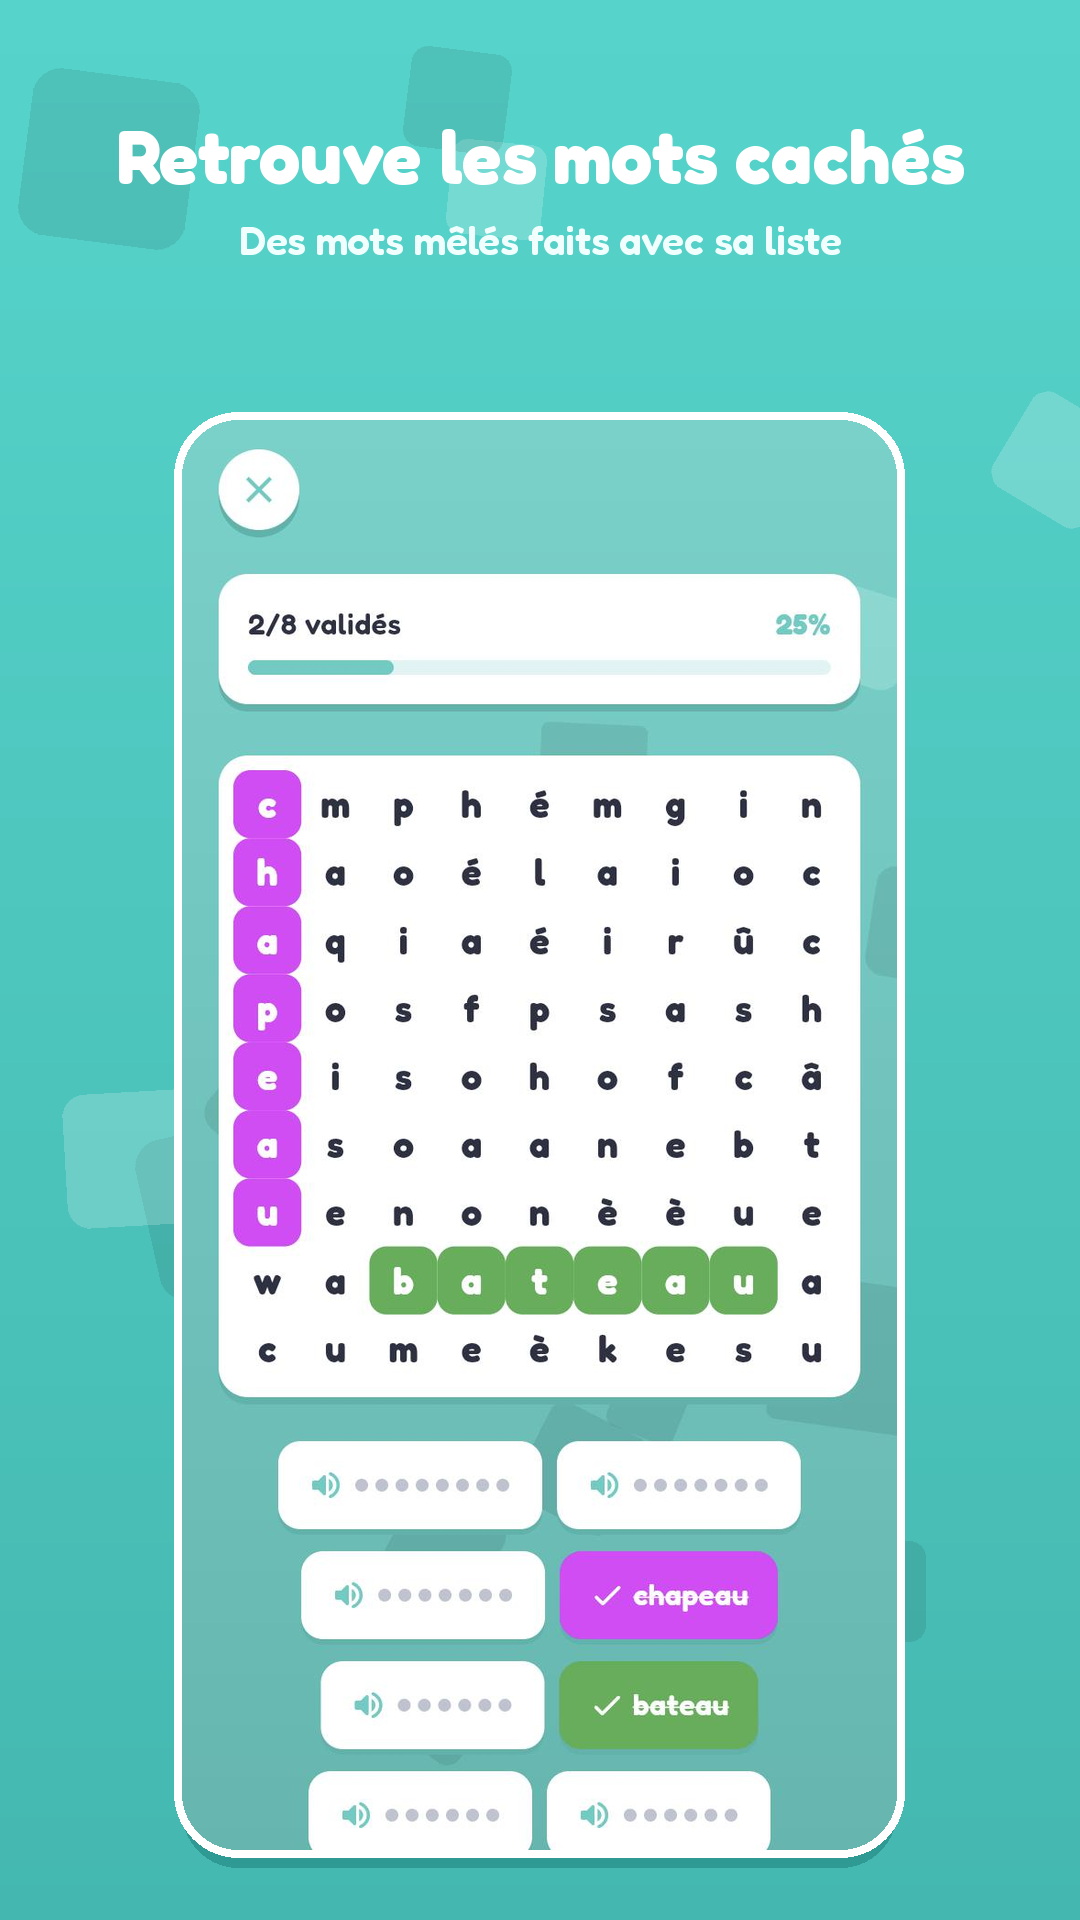 Retrouve les mots cachés
Des mots mêlés faits avec sa liste
2/8 validés 25%
c m p h é m g i n
h a o é l a i o c
a q i a é i r û c
p o s f p s a s h
e i s o h o f c â
a s o a a n e b t
u e n o n è è u e
w a b a t e a u a
c u m e è k e s u
chapeau
bateau